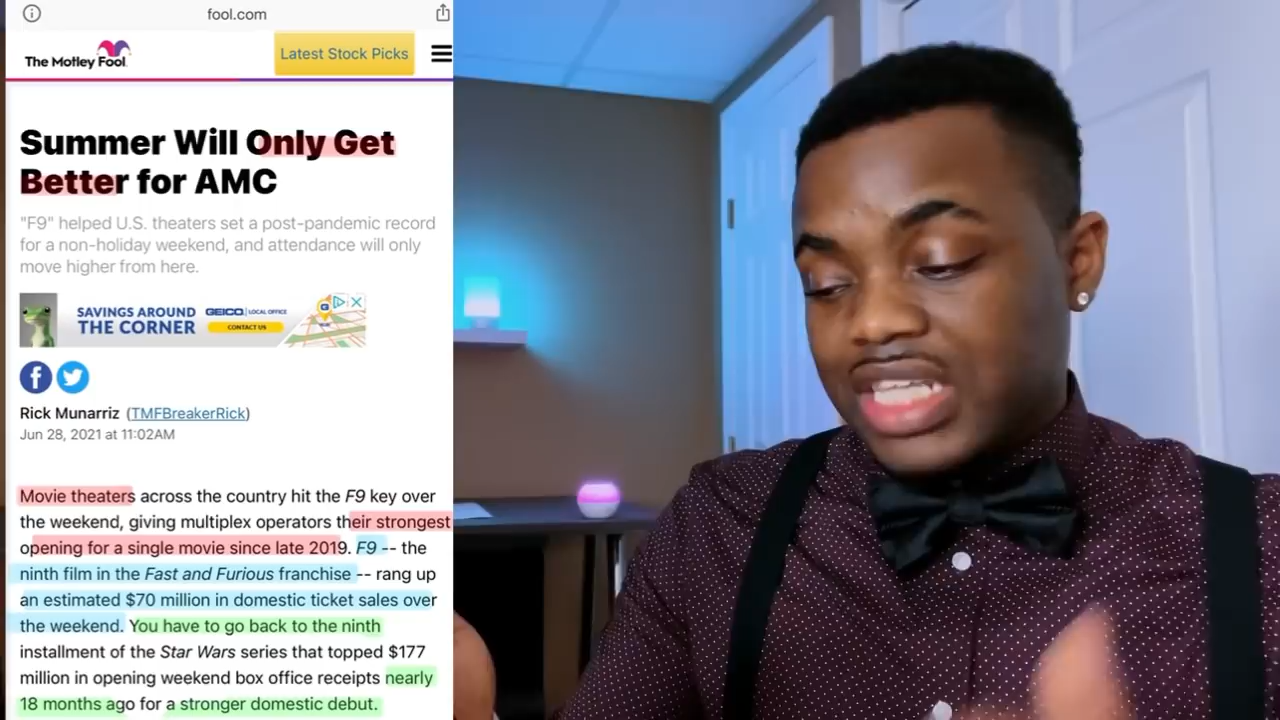 fool.com
The Motley Fool
Latest Stock Picks
Summer Will Only Get
Better for AMC
"F9" helped U.S. theaters set a post-pandemic record
for a non-holiday weekend, and attendance will only
move higher from here.
SAVINGS AROUND
THE CORNER
GEICO LOCAL OFFICE
CONTACT US
Rick Munarriz (TMFBreakerRick)
Jun 28, 2021 at 11:02AM
Movie theaters across the country hit the F9 key over
the weekend, giving multiplex operators their strongest
opening for a single movie since late 2019. F9 -- the
ninth film in the Fast and Furious franchise -- rang up
an estimated $70 million in domestic ticket sales over
the weekend. You have to go back to the ninth
installment of the Star Wars series that topped $177
million in opening weekend box office receipts nearly
18 months ago for a stronger domestic debut.